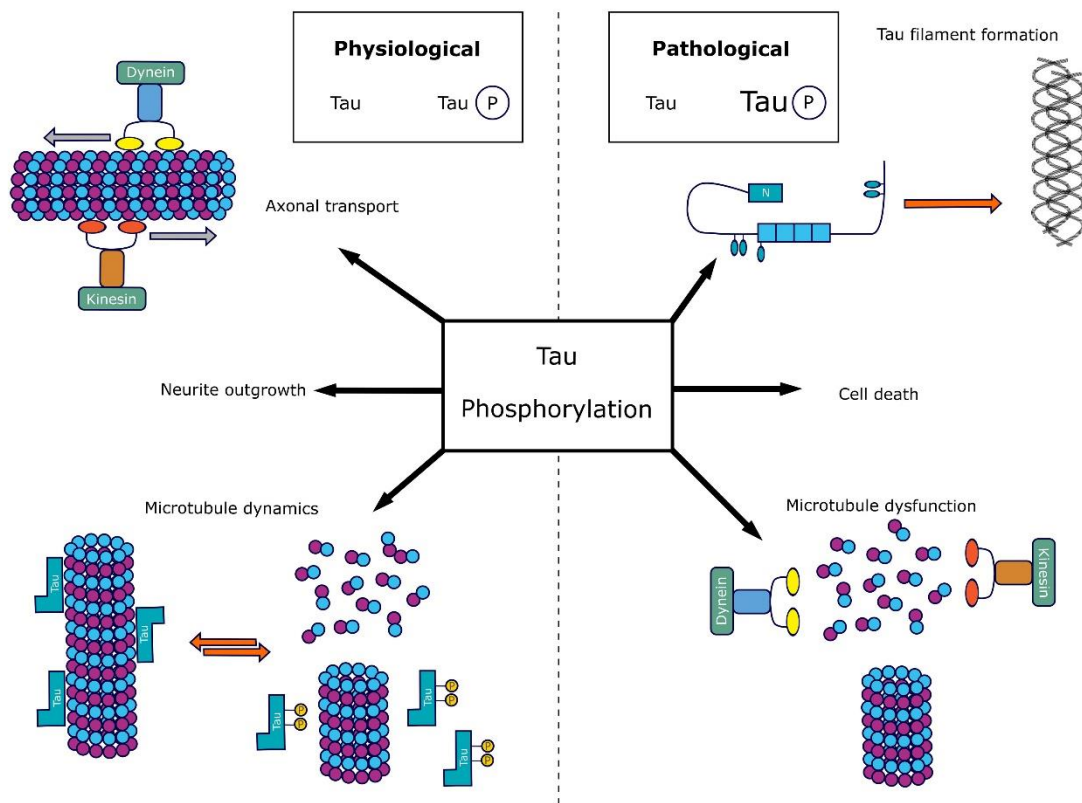 Physiological
Tau
Tau P
Pathological
Tau
Tau P
Tau filament formation
Dynein
Axonal transport
Kinesin
N
Tau
Phosphorylation
Neurite outgrowth
Cell death
Microtubule dynamics
Tau
Tau
Tau
Tau
P
P
Tau
P
P
Tau
P
P
Microtubule dysfunction
Dynein
Kinesin